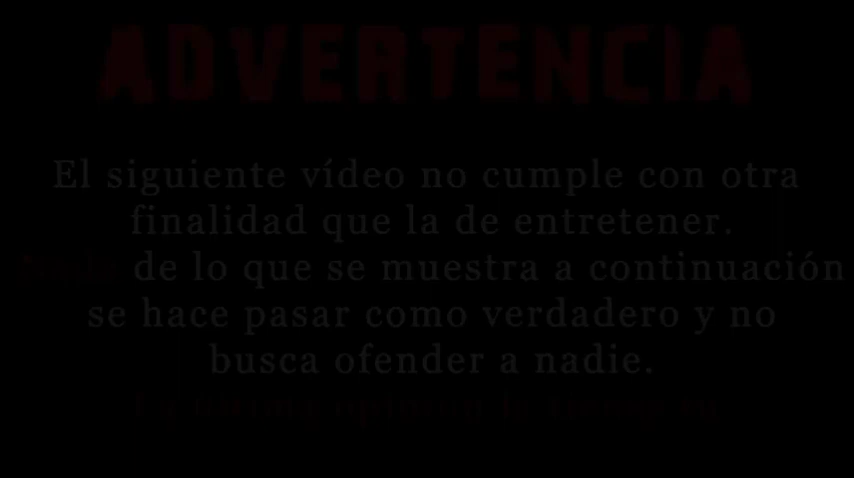 ADVERTENCIA
El siguiente vídeo no cumple con otra
finalidad que la de entretener.
de lo que se muestra a continuación
se hace pasar como verdadero y no
busca ofender a nadie.